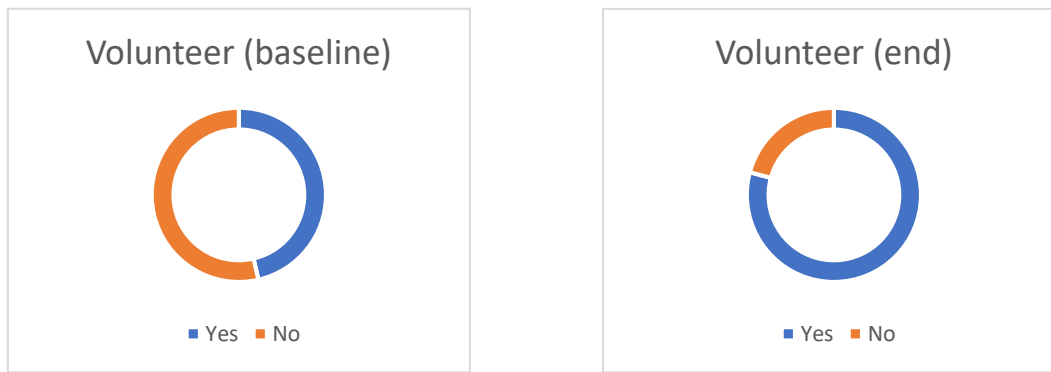 Volunteer (baseline)
Yes No
Volunteer (end)
Yes No